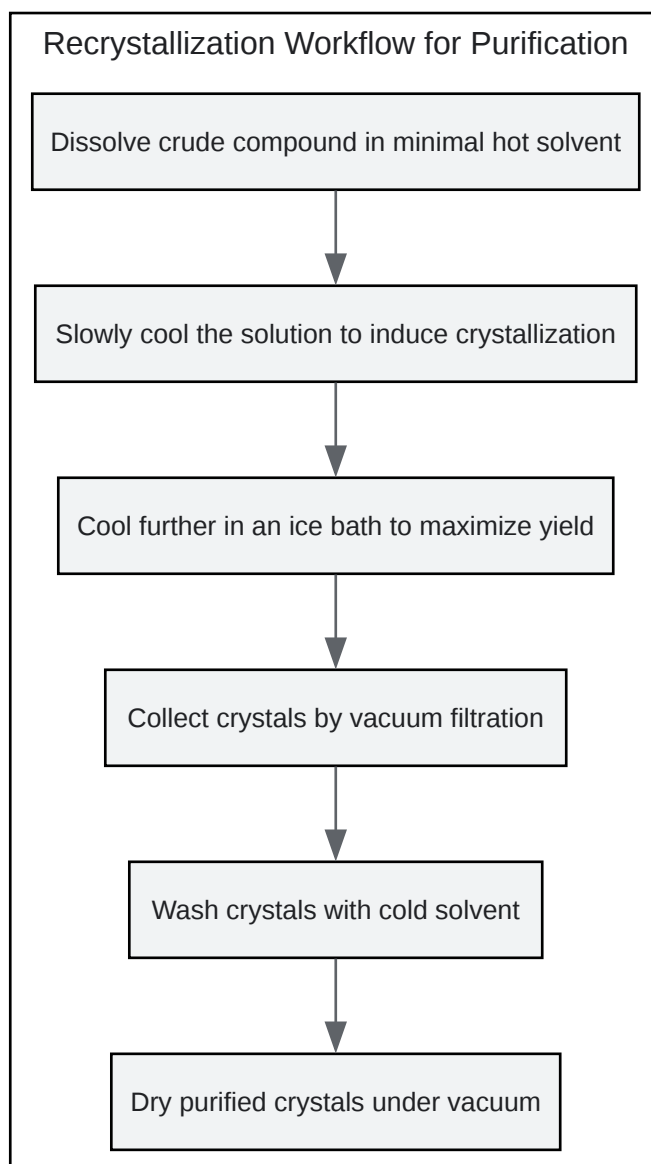 Recrystallization Workflow for Purification
Dissolve crude compound in minimal hot solvent
Slowly cool the solution to induce crystallization
Cool further in an ice bath to maximize yield
Collect crystals by vacuum filtration
Wash crystals with cold solvent
Dry purified crystals under vacuum